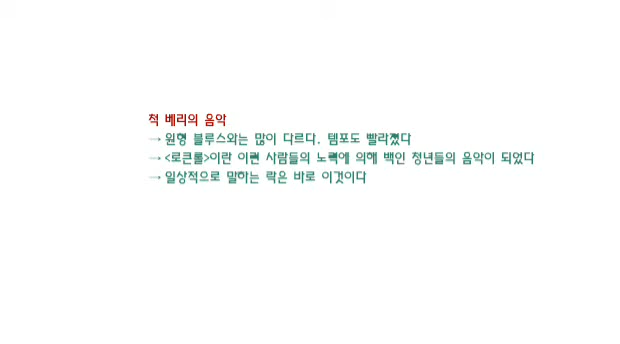 척 베리의 음악
→ 원형 블루스와는 많이 다르다. 템포도 빨라졌다
→ <로큰롤>이란 이런 사람들의 노력에 의해 백인 청년들의 음악이 되었다
→ 일상적으로 말하는 락은 바로 이것이다